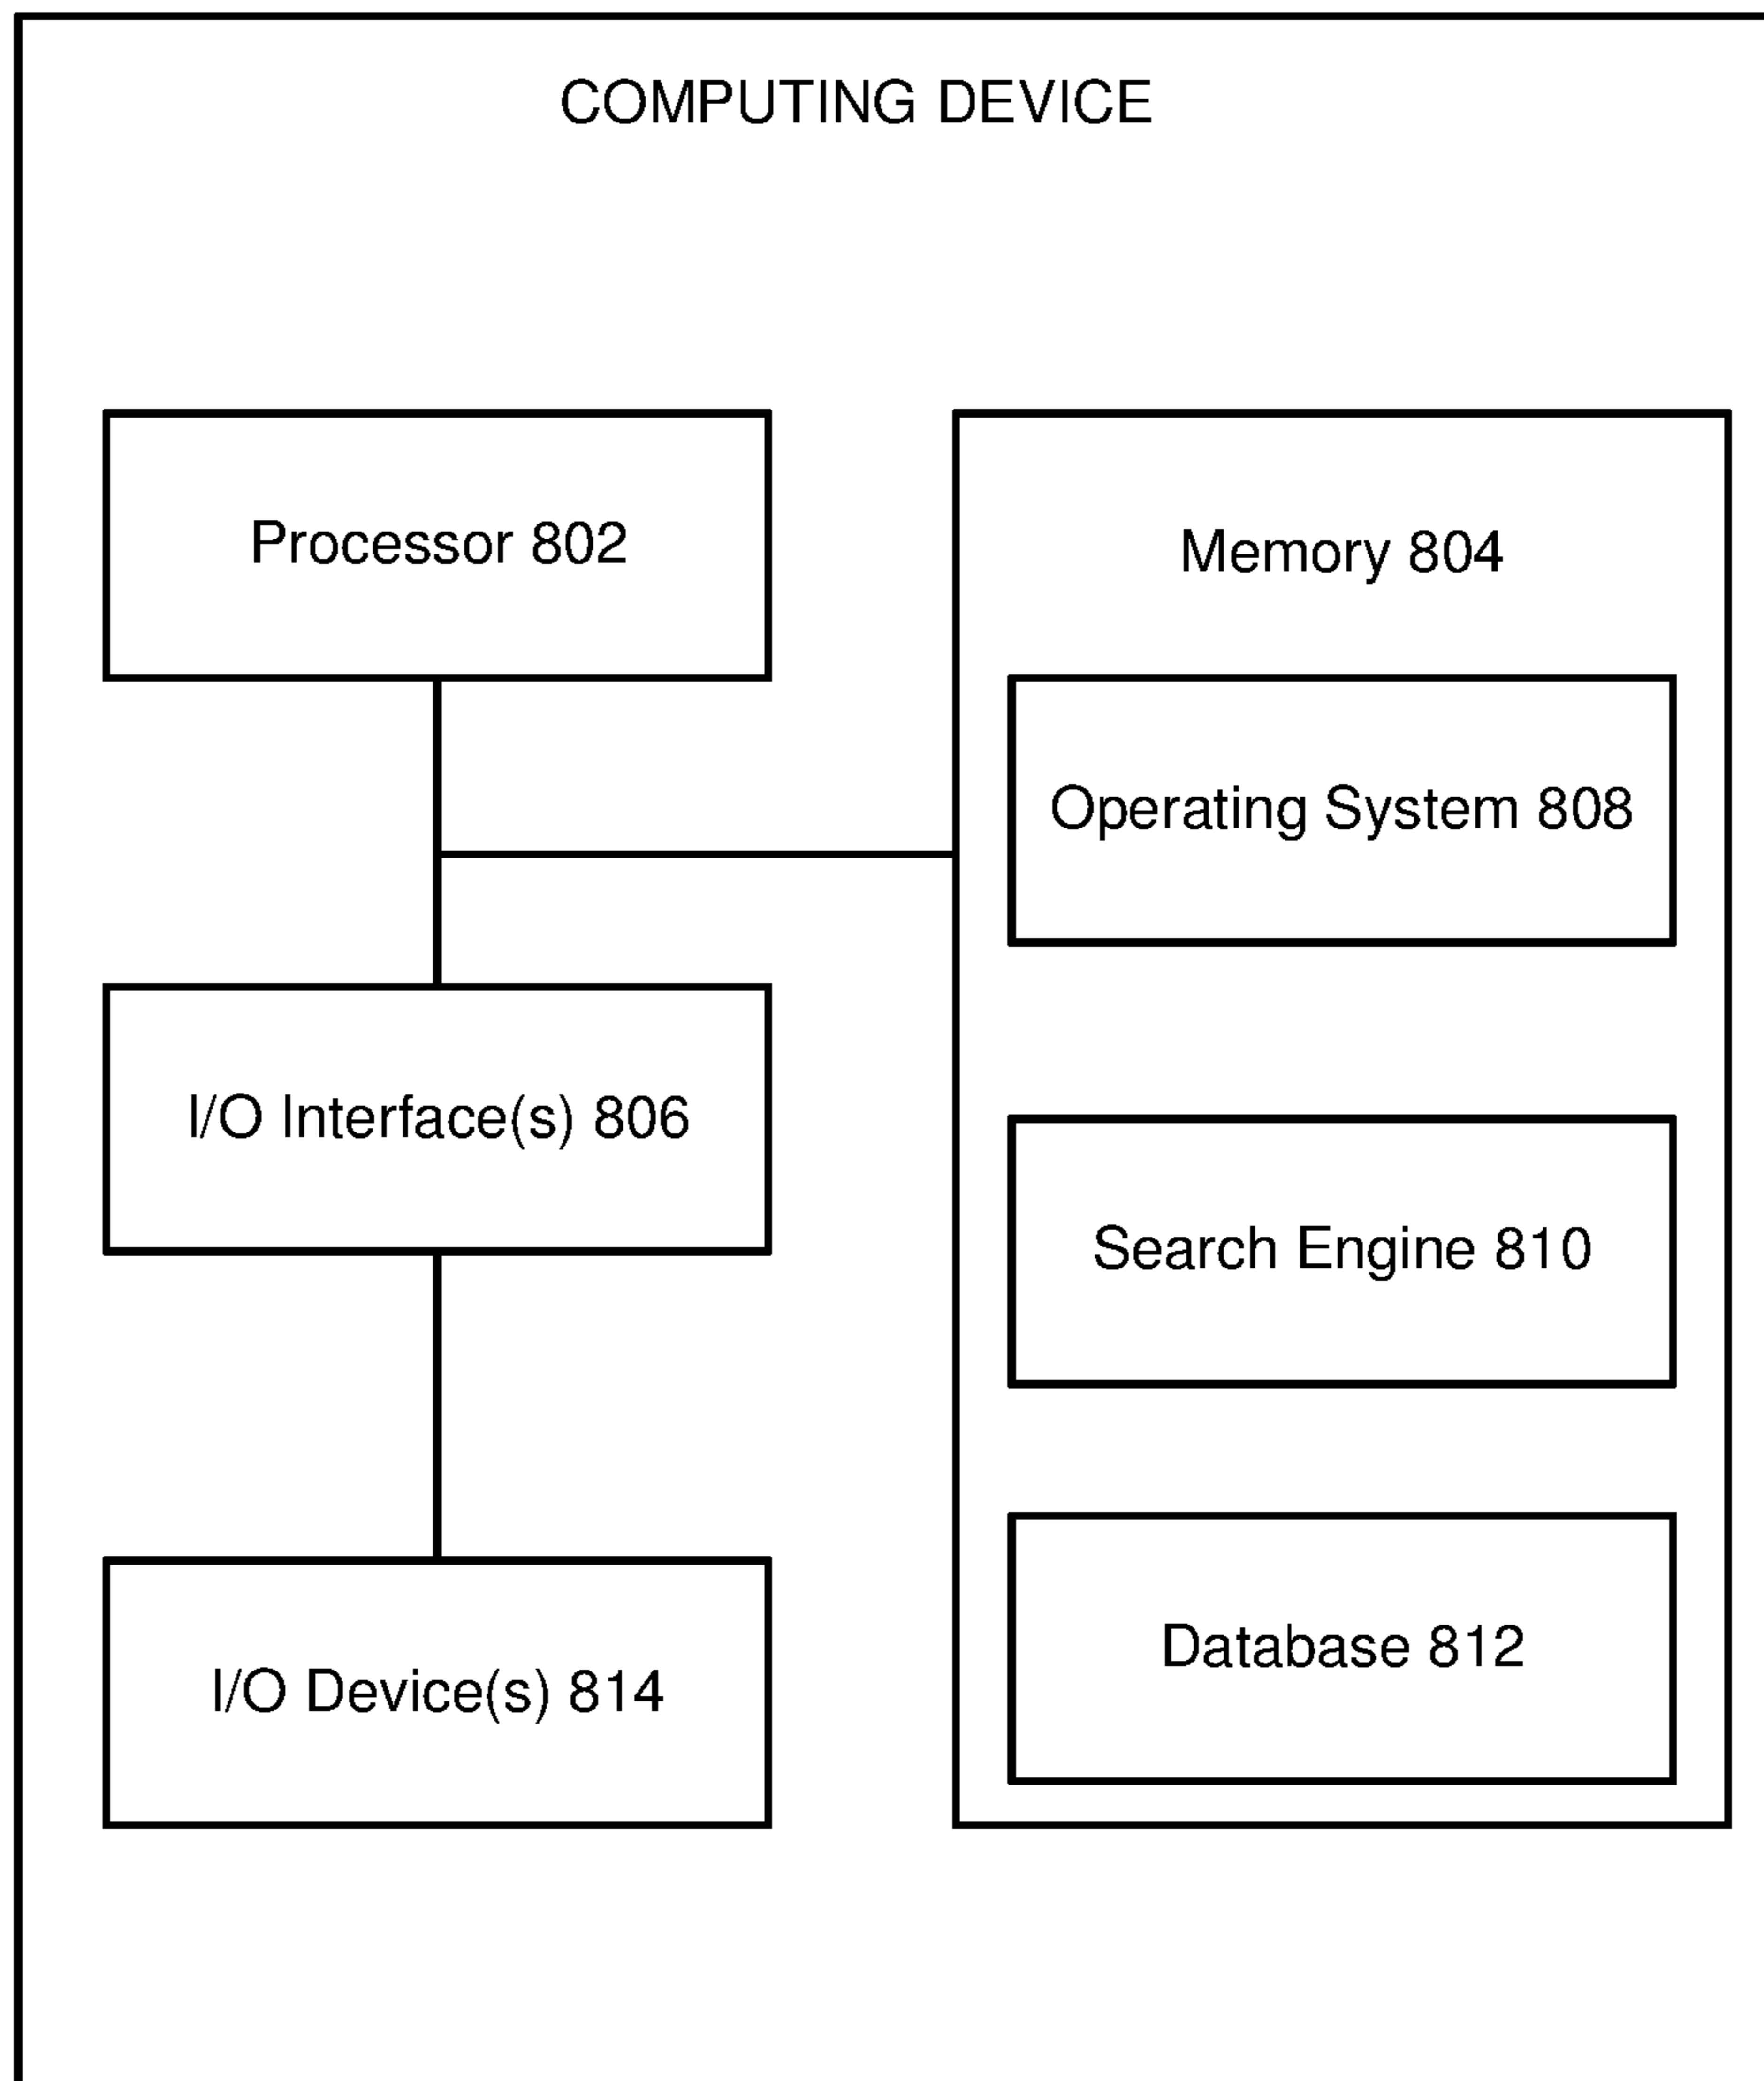 COMPUTING DEVICE
Processor 802
Memory 804
Operating System 808
I/O Interface(s) 806
Search Engine 810
Database 812
I/O Device(s) 814